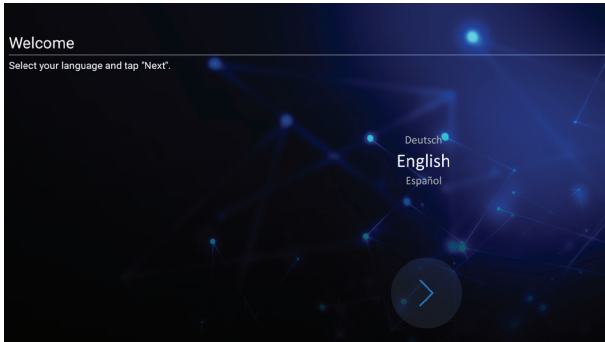 Welcome
Select your language and tap "Next".
Deutsch
English
Español